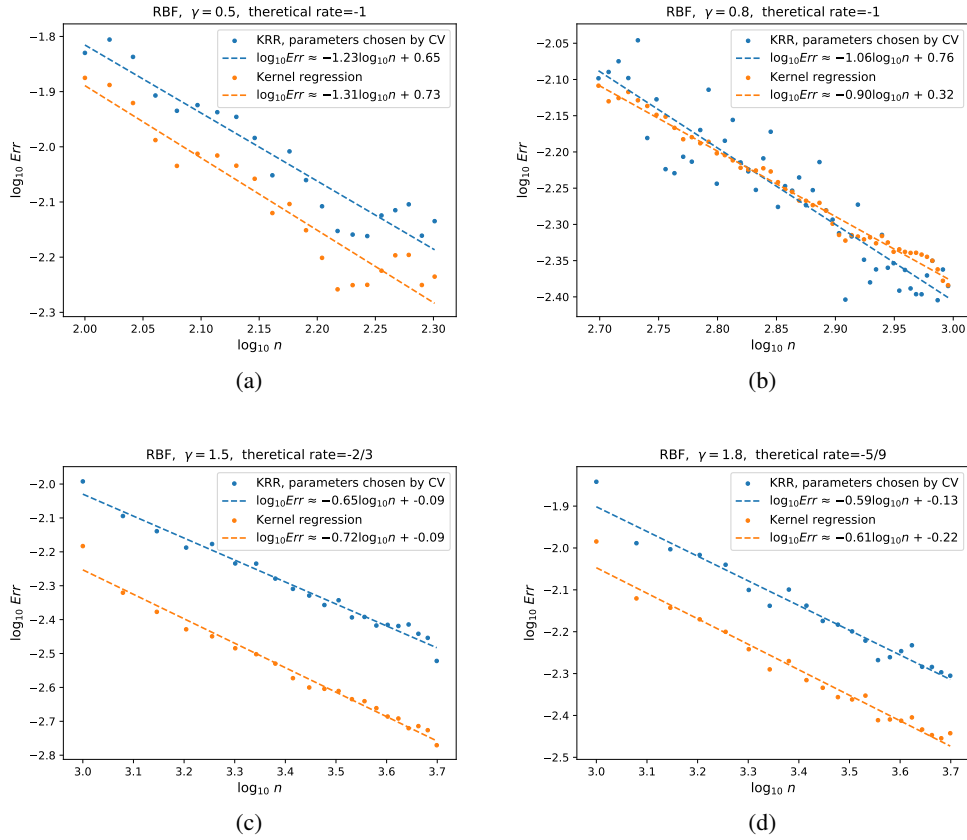 RBF, γ = 0.5, theretical rate=-1
KRR, parameters chosen by CV
log₁₀Err ≈ −1.23log₁₀n + 0.65
Kernel regression
log₁₀Err ≈ −1.31log₁₀n + 0.73
−1.8
−1.9
−2.0
−2.1
−2.2
−2.3
log₁₀ Err
2.00 2.05 2.10 2.15 2.20 2.25 2.30
log₁₀ n
(a)
RBF, γ = 0.8, theretical rate=-1
KRR, parameters chosen by CV
log₁₀Err ≈ −1.06log₁₀n + 0.76
Kernel regression
log₁₀Err ≈ −0.90log₁₀n + 0.32
−2.05
−2.10
−2.15
−2.20
−2.25
−2.30
−2.35
−2.40
log₁₀ Err
2.70 2.75 2.80 2.85 2.90 2.95 3.00
log₁₀ n
(b)
RBF, γ = 1.5, theretical rate=-2/3
KRR, parameters chosen by CV
log₁₀Err ≈ −0.65log₁₀n + -0.09
Kernel regression
log₁₀Err ≈ −0.72log₁₀n + -0.09
−2.0
−2.1
−2.2
−2.3
−2.4
−2.5
−2.6
−2.7
−2.8
log₁₀ Err
3.0 3.1 3.2 3.3 3.4 3.5 3.6 3.7
log₁₀ n
(c)
RBF, γ = 1.8, theretical rate=-5/9
KRR, parameters chosen by CV
log₁₀Err ≈ −0.59log₁₀n + -0.13
Kernel regression
log₁₀Err ≈ −0.61log₁₀n + -0.22
−1.9
−2.0
−2.1
−2.2
−2.3
−2.4
−2.5
log₁₀ Err
3.0 3.1 3.2 3.3 3.4 3.5 3.6 3.7
log₁₀ n
(d)